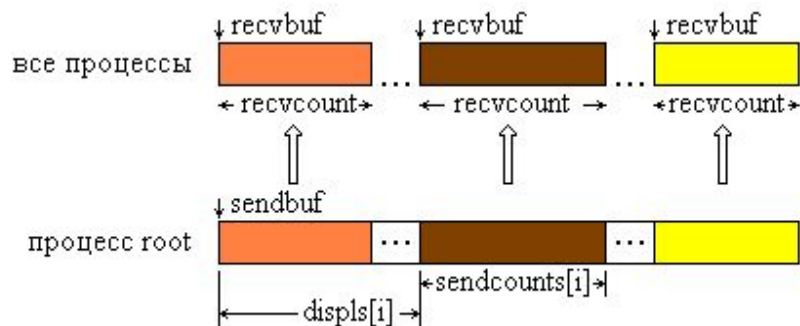 recvbuf recvbuf recvbuf
все процессы ... ...
recvcount recvcount recvcount
sendbuf
процесс root ... ...
sendcounts[i]
displs[i]